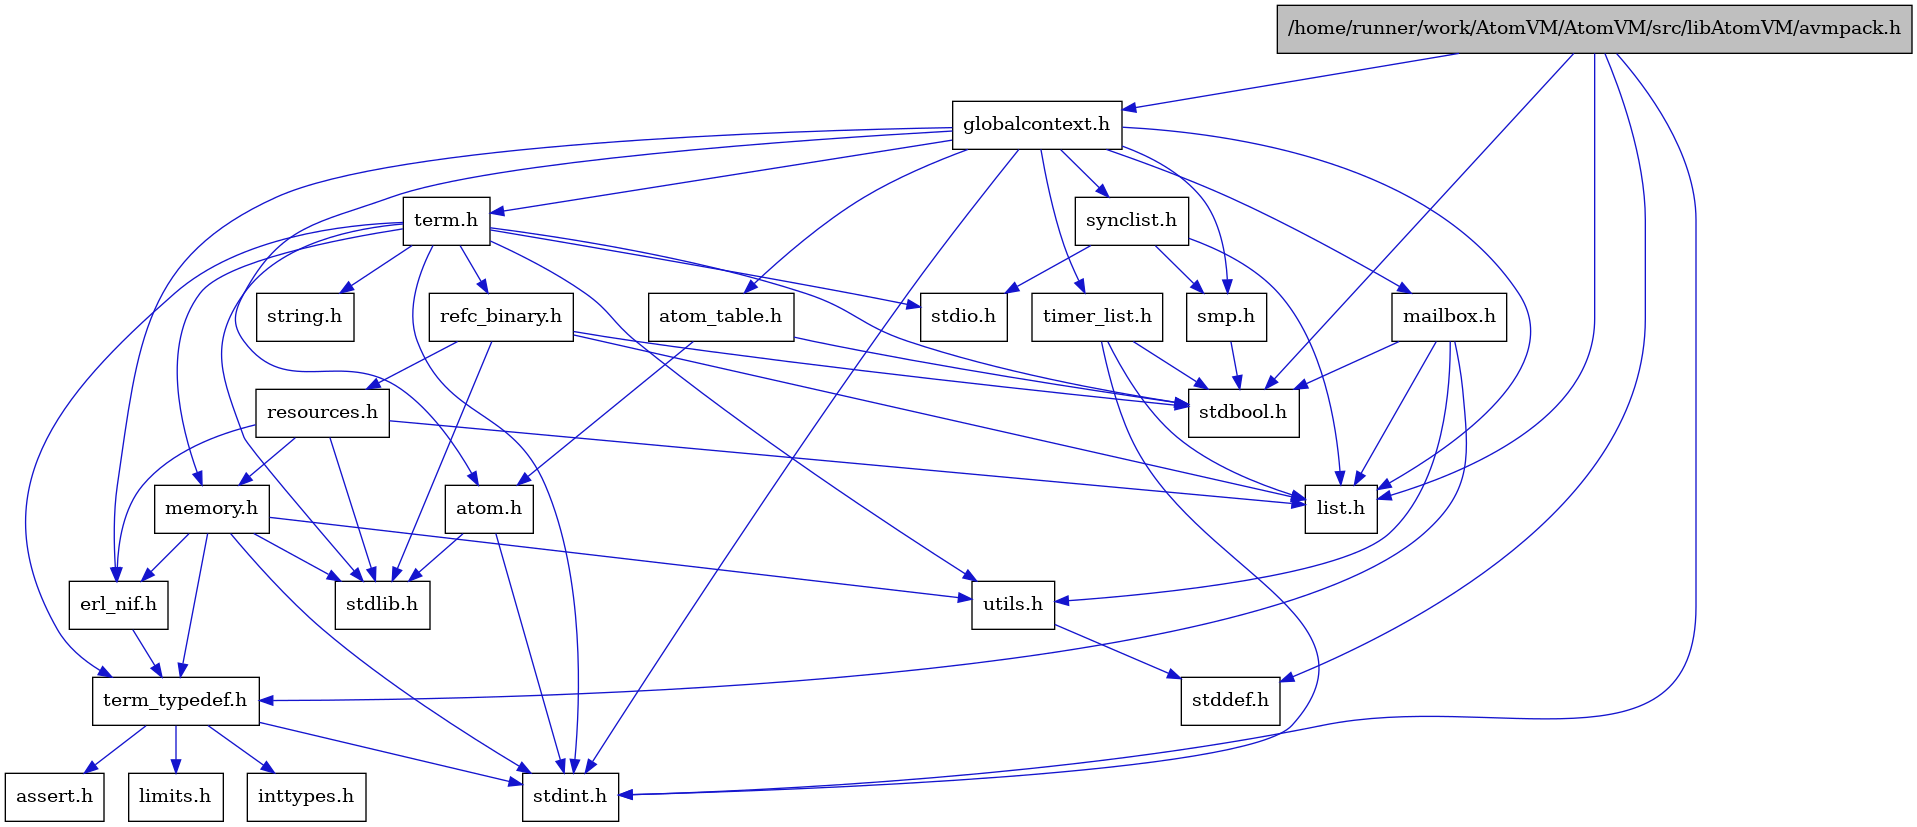 /home/runner/work/AtomVM/AtomVM/src/libAtomVM/avmpack.h
globalcontext.h
term.h
synclist.h
string.h
refc_binary.h
atom_table.h
stdio.h
timer_list.h
smp.h
mailbox.h
resources.h
stdbool.h
memory.h
atom.h
list.h
erl_nif.h
stdlib.h
utils.h
term_typedef.h
stddef.h
assert.h
limits.h
inttypes.h
stdint.h